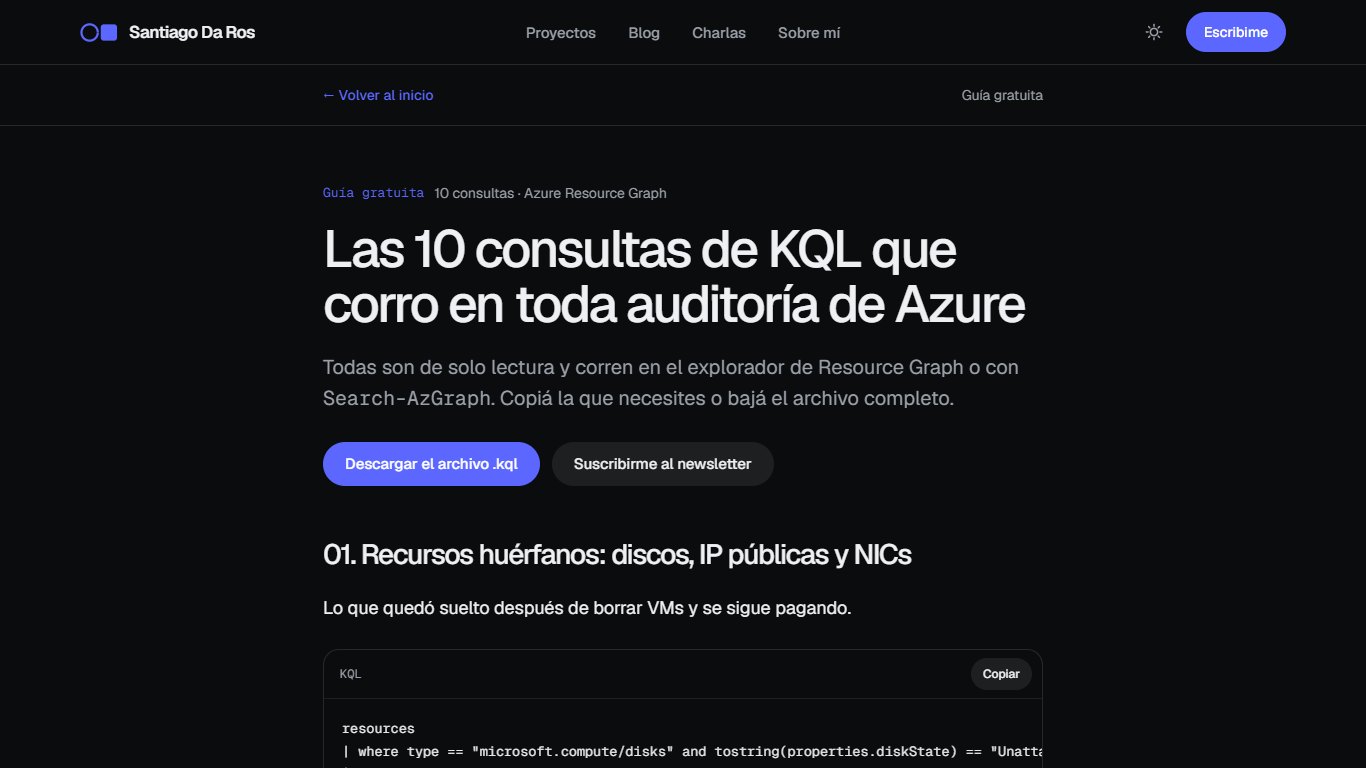 Santiago Da Ros
Proyectos
Blog
Charlas
Sobre mí
Escribime
← Volver al inicio
Guía gratuita
Guía gratuita 10 consultas · Azure Resource Graph
Las 10 consultas de KQL que
corro en toda auditoría de Azure
Todas son de solo lectura y corren en el explorador de Resource Graph o con
Search-AzGraph. Copiá la que necesites o bajá el archivo completo.
Descargar el archivo .kql
Suscribirme al newsletter
01. Recursos huérfanos: discos, IP públicas y NICs
Lo que quedó suelto después de borrar VMs y se sigue pagando.
KQL
Copiar
resources
| where type == "microsoft.compute/disks" and tostring(properties.diskState) == "Unatta